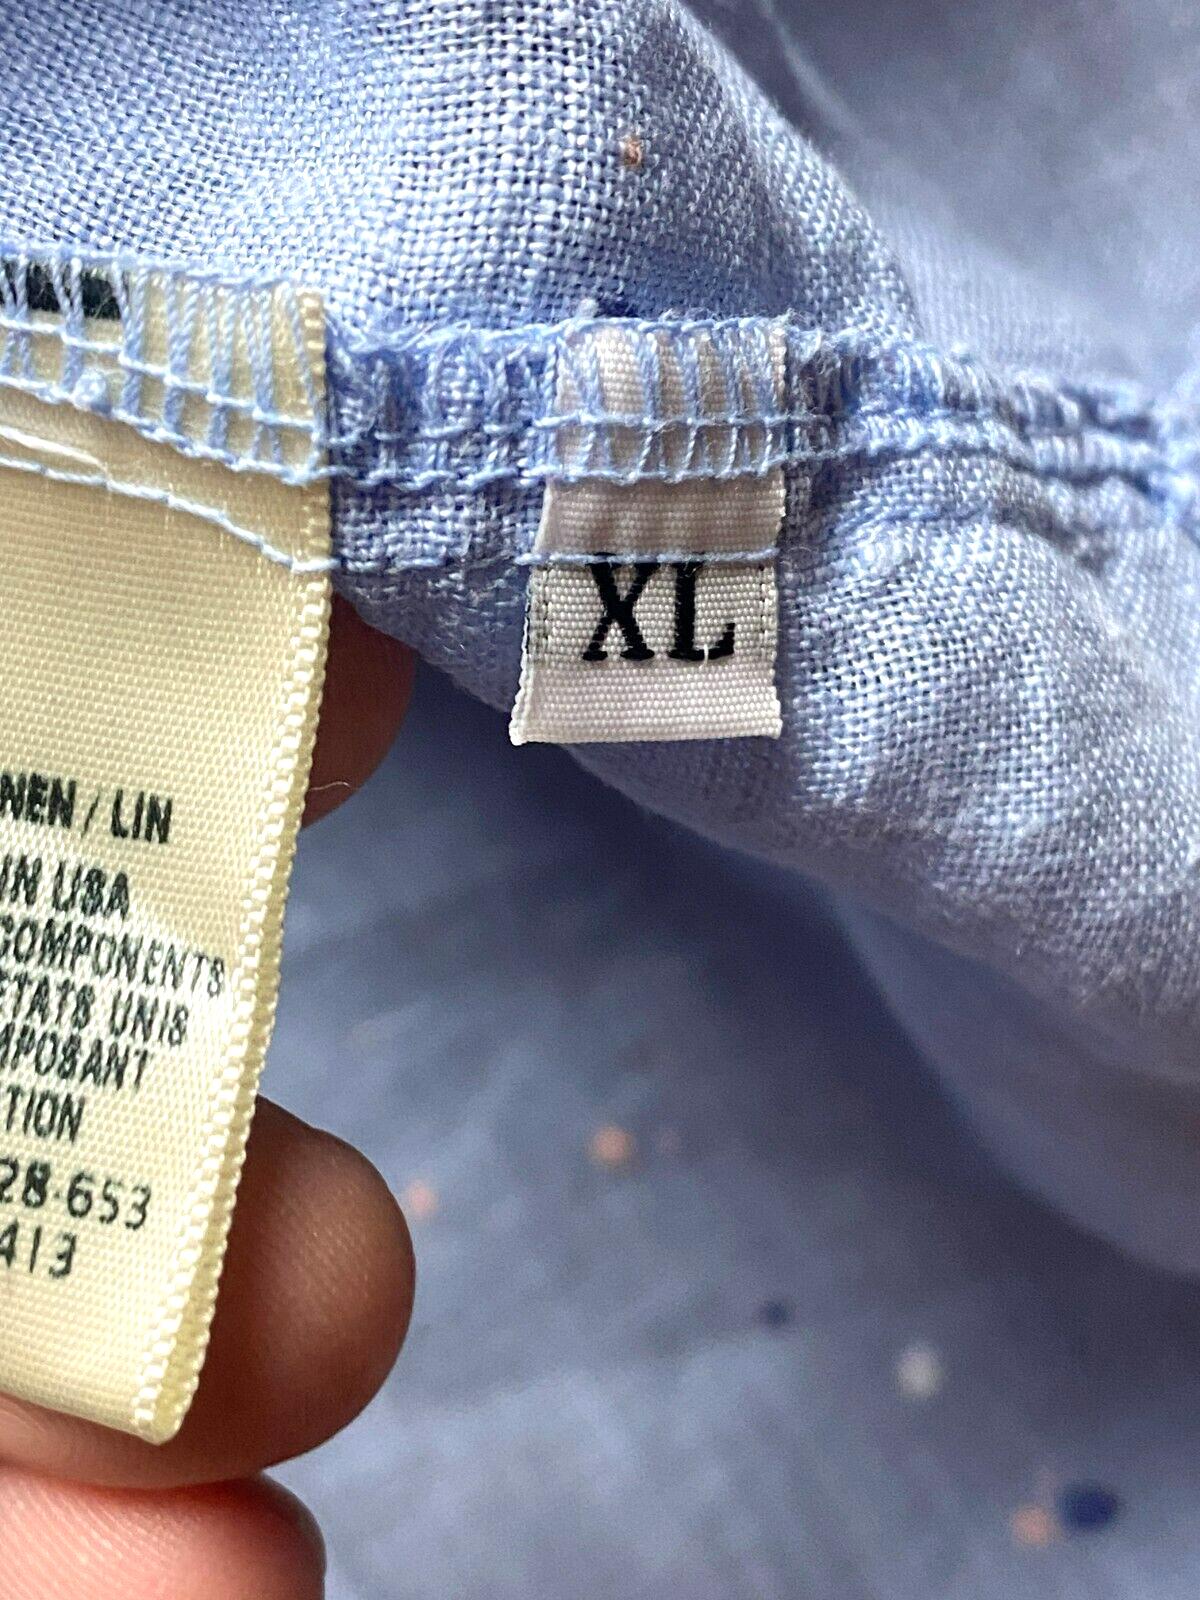 XL
NEN / LIN
IN USA
COMPONENTS
ETATS UNIS
MPOSANT
TION
28-653
413